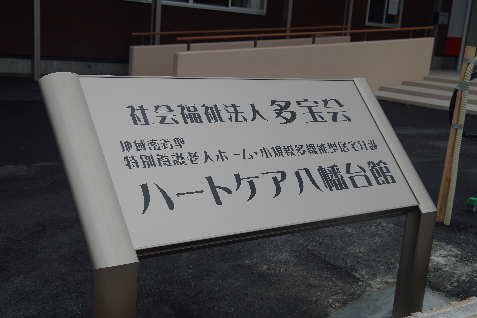 社会福祉法人 多宝会
地域密着型
特別養護老人ホーム・小規模多機能型居宅介護
ハートケア八幡台館